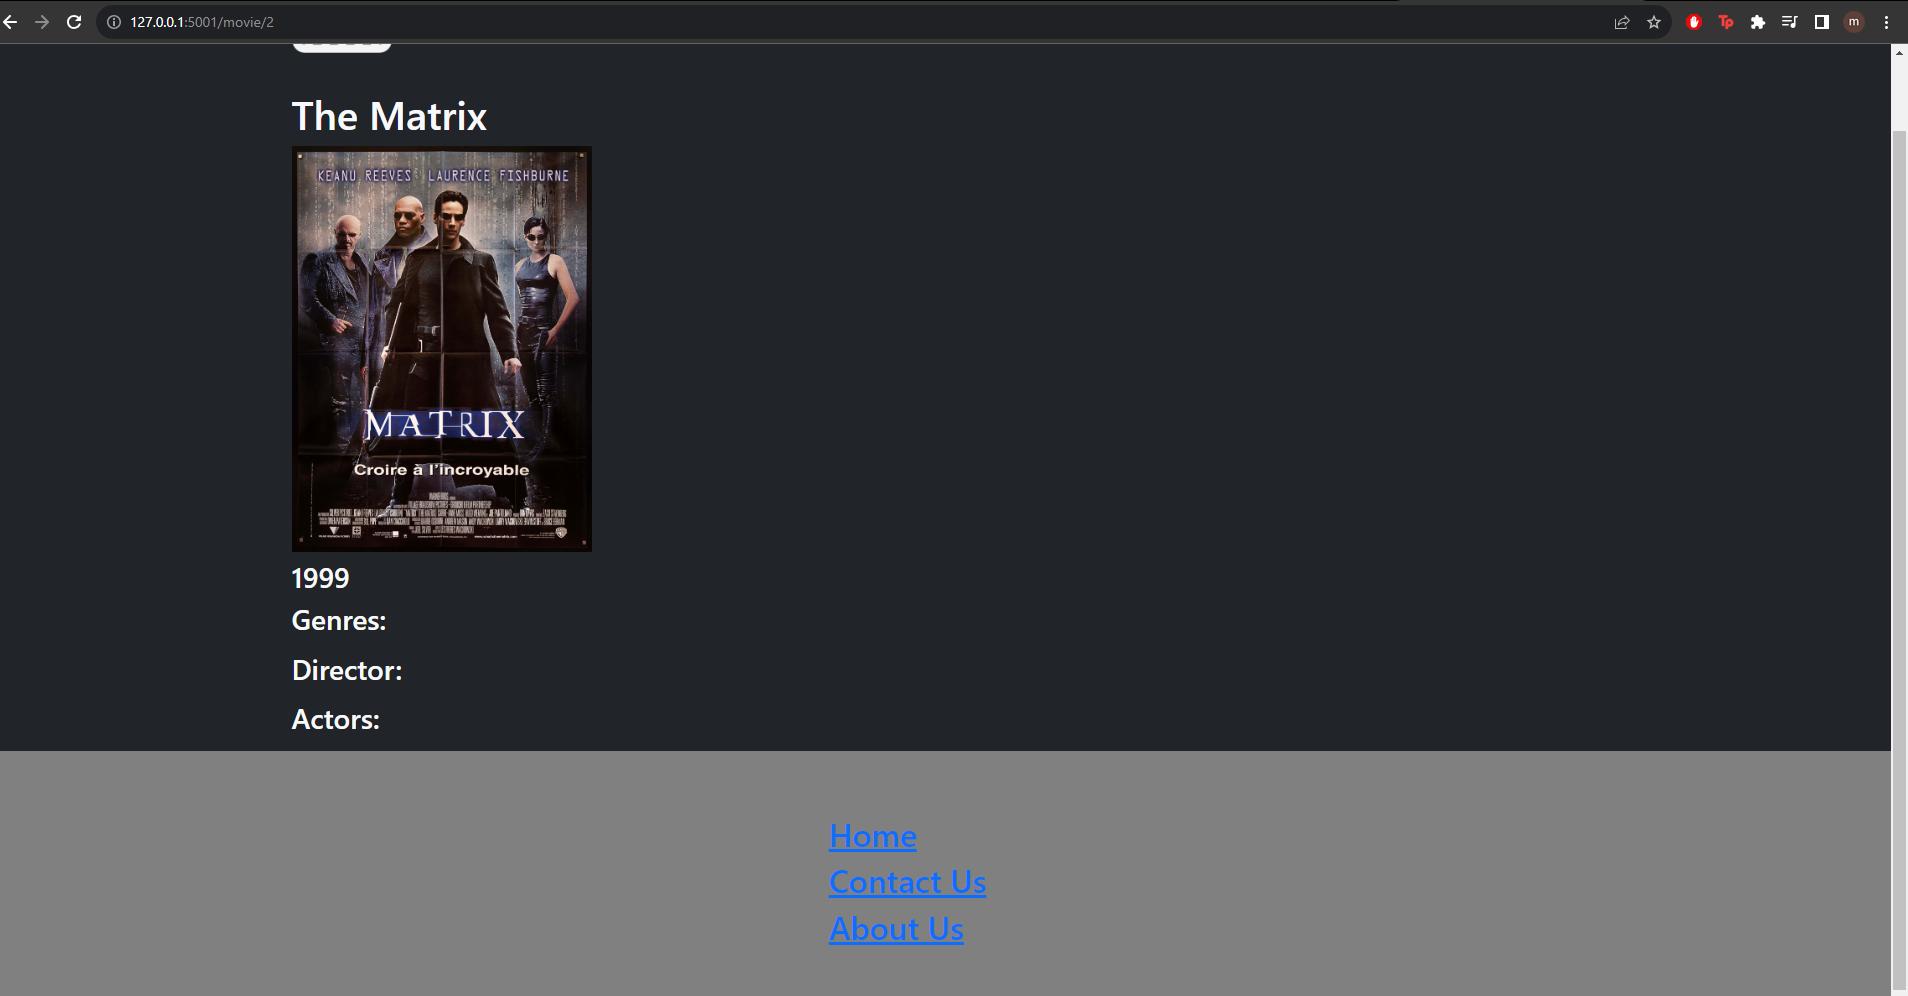 127.0.0.1:5001/movie/2
Tp
m
The Matrix
KEANU REEVES LAURENCE FISHBURNE
MATRIX
Croire à l'incroyable
1999
Genres:
Director:
Actors:
Home
Contact Us
About Us